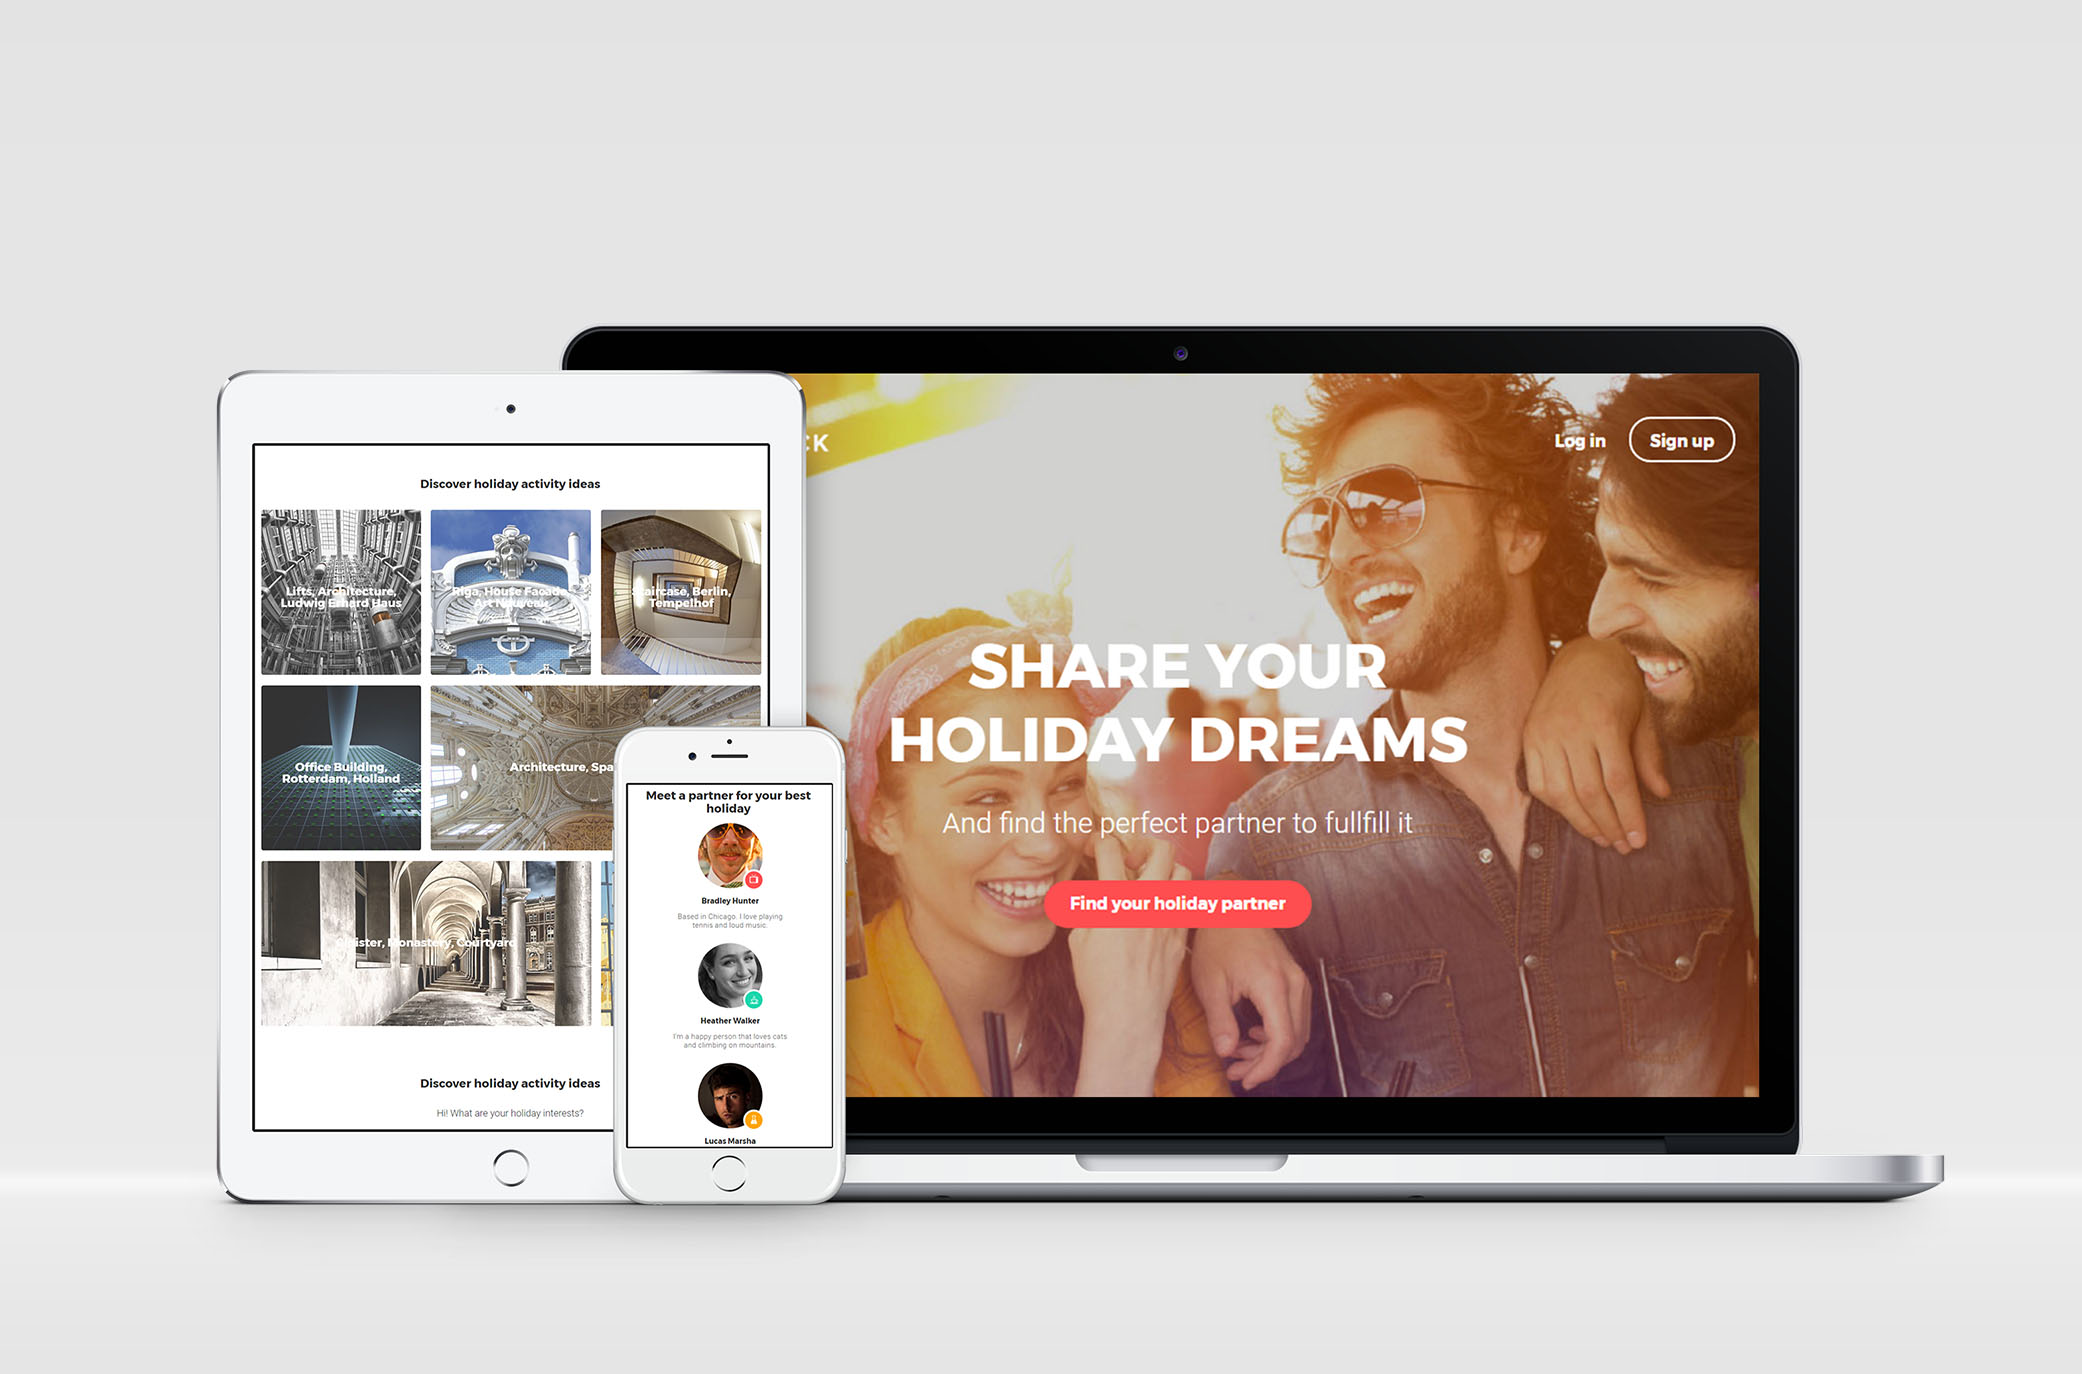 Discover holiday activity ideas
Lifts, Architecture,
Ludwig Erhard Haus
Riga, House Facade,
Art Nouveau
Staircase, Berlin,
Tempelhof
Office Building,
Rotterdam, Holland
Architecture, Spa
Cloister, Monastery, Courtyard
Discover holiday activity ideas
Hi! What are your holiday interests?
Meet a partner for your best
holiday
Bradley Hunter
Based in Chicago. I love playing
tennis and loud music.
Heather Walker
I'm a happy person that loves cats
and climbing on mountains.
Lucas Marsha
CK
Log in
Sign up
SHARE YOUR
HOLIDAY DREAMS
And find the perfect partner to fullfill it
Find your holiday partner